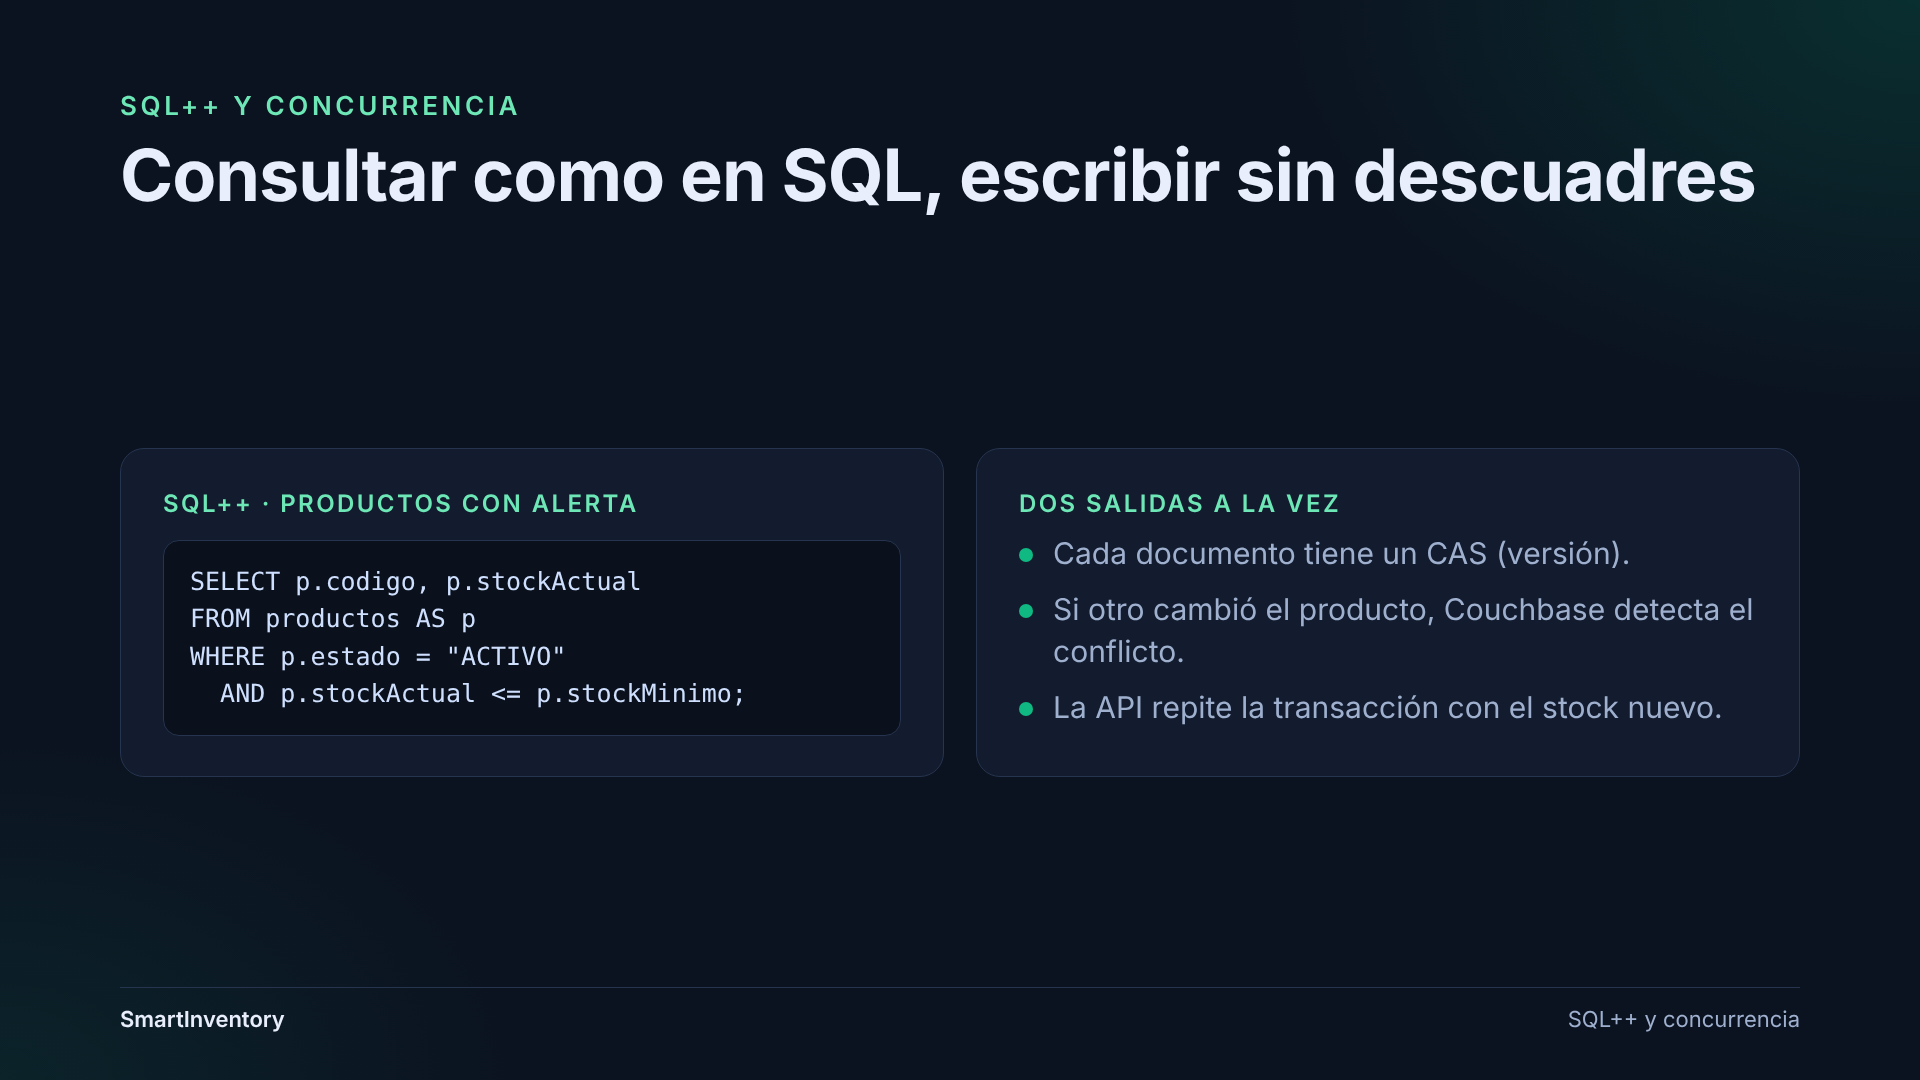 SQL++ Y CONCURRENCIA
Consultar como en SQL, escribir sin descuadres
SQL++ · PRODUCTOS CON ALERTA
SELECT p.codigo, p.stockActual
FROM productos AS p
WHERE p.estado = "ACTIVO"
  AND p.stockActual <= p.stockMinimo;
DOS SALIDAS A LA VEZ
Cada documento tiene un CAS (versión).
Si otro cambió el producto, Couchbase detecta el
conflicto.
La API repite la transacción con el stock nuevo.
SmartInventory
SQL++ y concurrencia